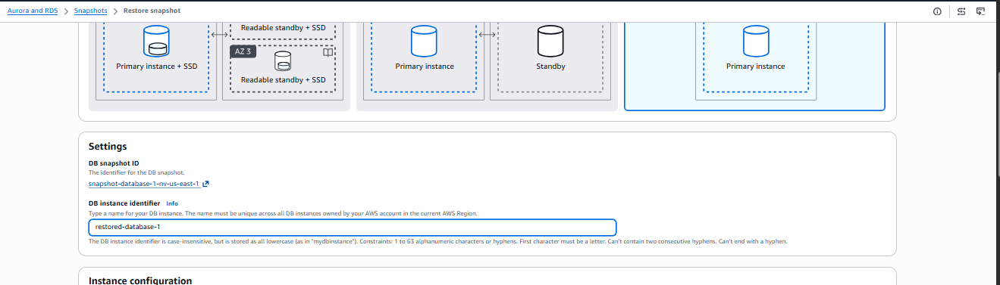 Aurora and RDS > Snapshots > Restore snapshot
Readable standby + SSD
AZ 3
Primary instance + SSD
Readable standby + SSD
Primary instance
Standby
Primary instance
Settings
DB snapshot ID
The identifier for the DB snapshot.
snapshot-database-1-nv-us-east-1
DB instance identifier Info
Type a name for your DB instance. The name must be unique across all DB instances owned by your AWS account in the current AWS Region.
restored-database-1
The DB instance identifier is case-insensitive, but is stored as all lowercase (as in "mydbinstance"). Constraints: 1 to 63 alphanumeric characters or hyphens. First character must be a letter. Can't contain two consecutive hyphens. Can't end with a hyphen.
Instance configuration